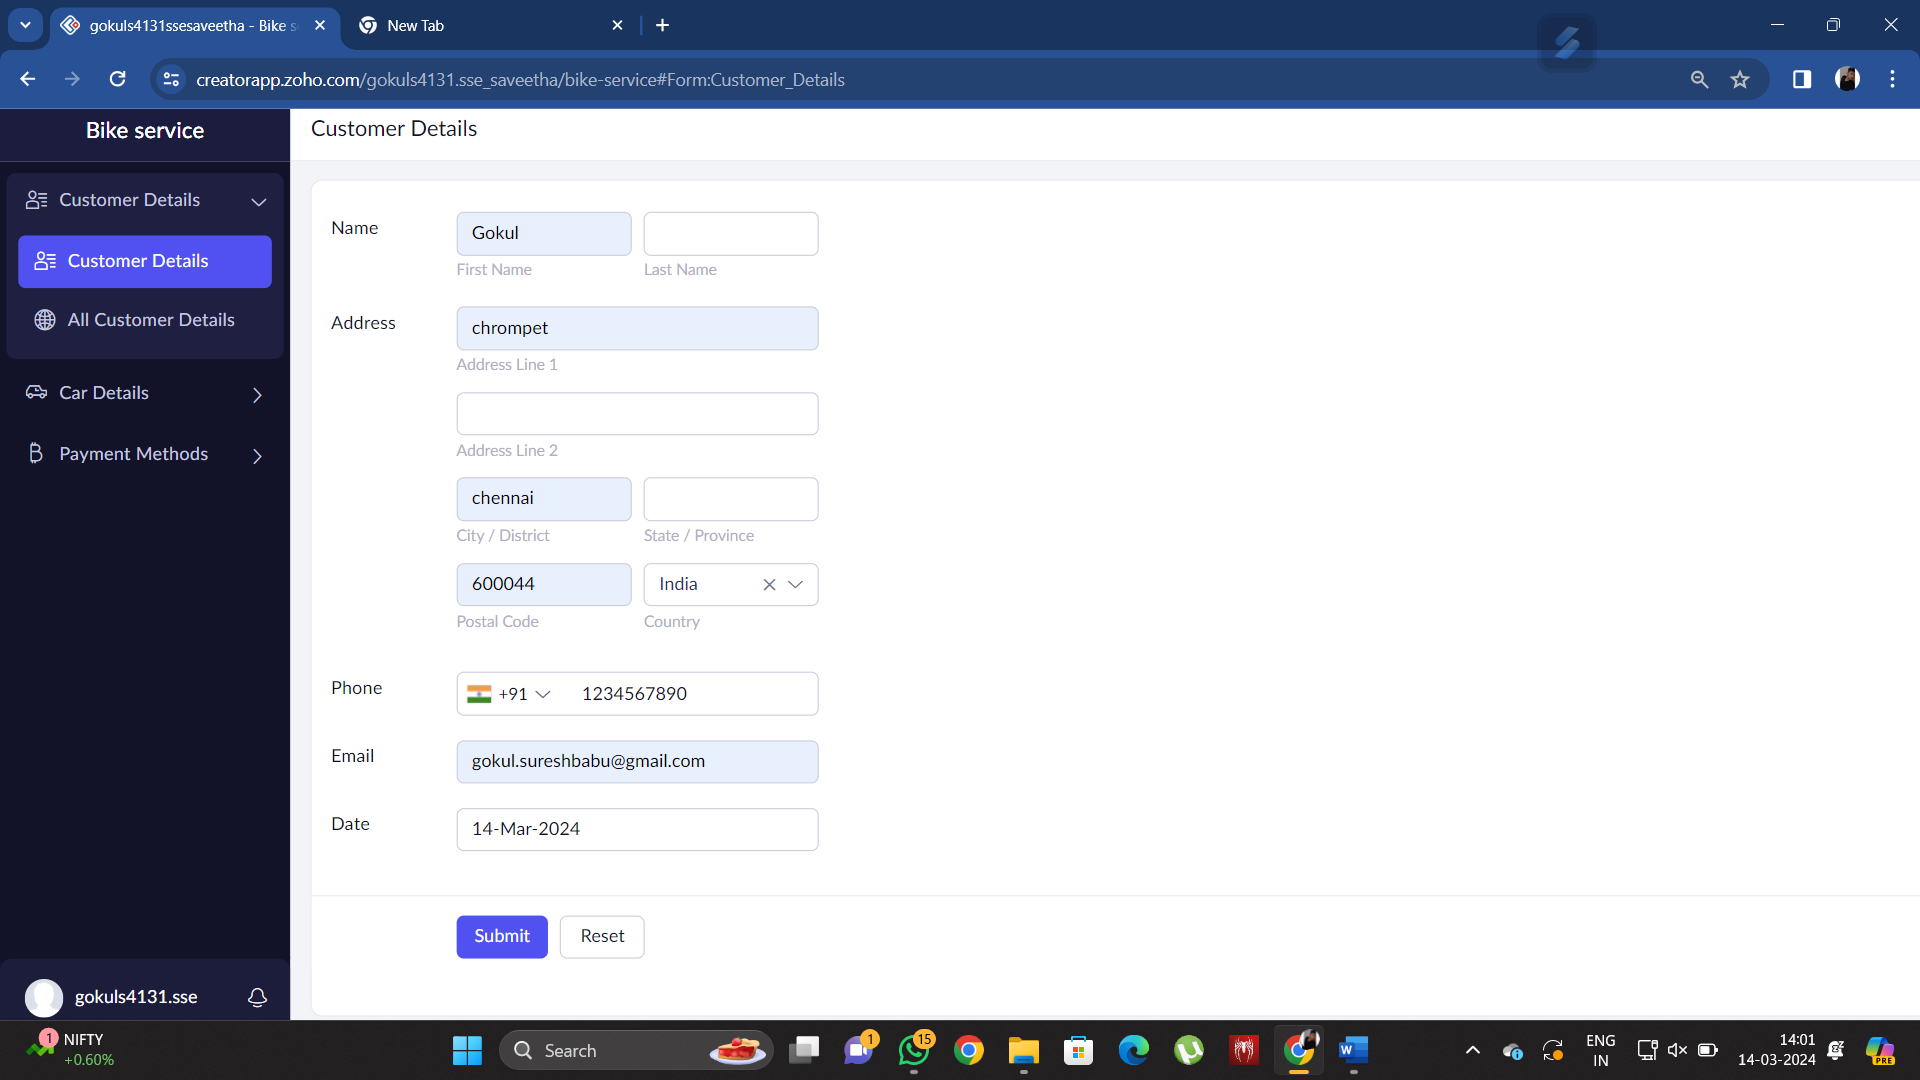 gokuls4131ssesaveetha - Bike s
New Tab
creatorapp.zoho.com/gokuls4131.sse_saveetha/bike-service#Form:Customer_Details
Bike service
Customer Details
Customer Details
Customer Details
All Customer Details
Car Details
Payment Methods
Name
Gokul
First Name
Last Name
Address
chrompet
Address Line 1
Address Line 2
chennai
City / District
State / Province
600044
India
Postal Code
Country
Phone
+91
1234567890
Email
gokul.sureshbabu@gmail.com
Date
14-Mar-2024
Submit
Reset
gokuls4131.sse
1
NIFTY
+0.60%
Search
1
15
W
ENG
IN
14:01
14-03-2024
PRE